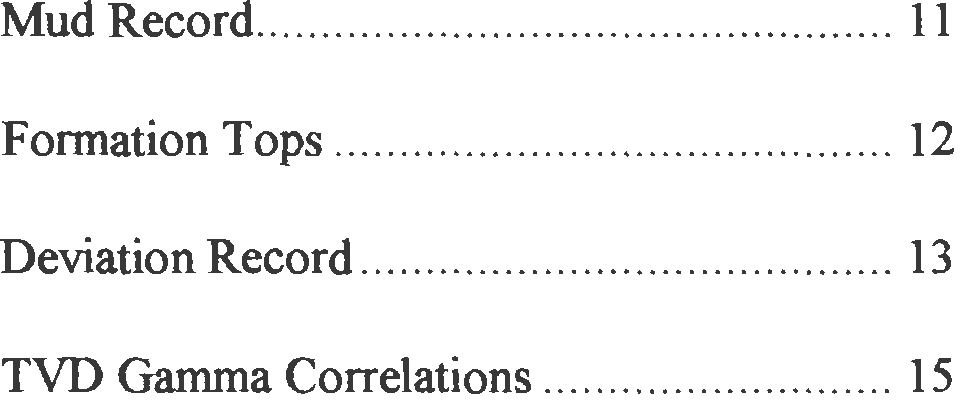 Mud Record................................................ 11
Formation Tops .......................................... 12
Deviation Record........................................ 13
TVD Gamma Correlations .......................... 15